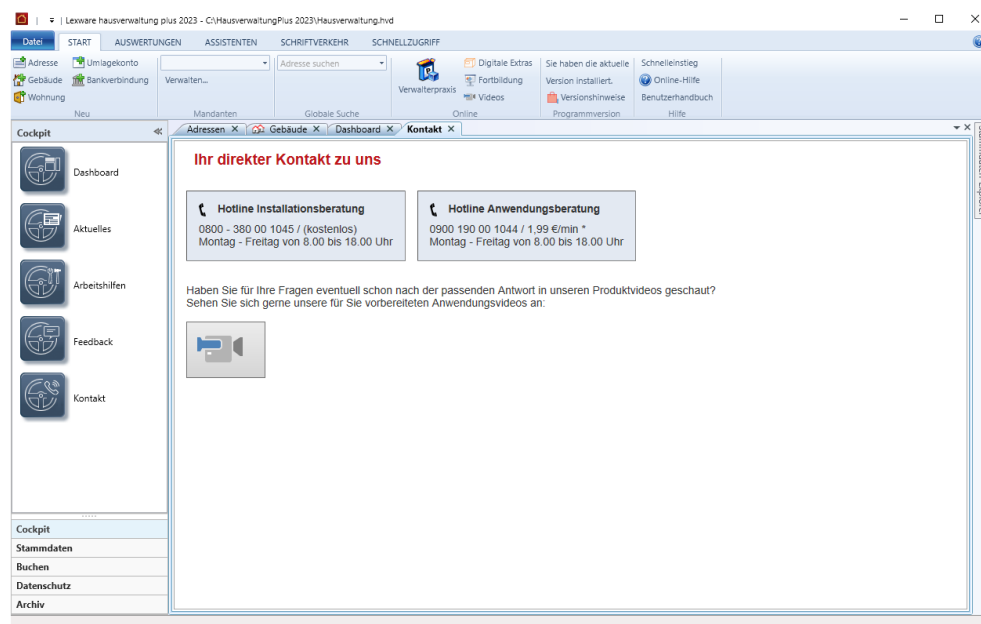 | Lexware hausverwaltung plus 2023 - C:\HausverwaltungPlus 2023\Hausverwaltung.hvd
Datei START AUSWERTUNGEN ASSISTENTEN SCHRIFTVERKEHR SCHNELLZUGRIFF
Adresse Umlagekonto
Gebäude Bankverbindung
Wohnung
Neu
Verwalten...
Mandanten
Adresse suchen
Globale Suche
Verwalterpraxis
Digitale Extras
Fortbildung
Videos
Online
Sie haben die aktuelle
Version installiert.
Versionshinweise
Programmversion
Schnelleinstieg
Online-Hilfe
Benutzerhandbuch
Hilfe
Cockpit
Adressen Gebäude Dashboard Kontakt
Dashboard
Aktuelles
Arbeitshilfen
Feedback
Kontakt
Cockpit
Stammdaten
Buchen
Datenschutz
Archiv
Ihr direkter Kontakt zu uns
Hotline Installationsberatung
0800 - 380 00
1045 / (kostenlos)
Montag - Freitag von 8.00 bis 18.00 Uhr
Hotline Anwendungsberatung
0900 190 00 1044 / 1,99 €/min *
Montag - Freitag von 8.00 bis 18.00 Uhr
Haben Sie für Ihre Fragen eventuell schon nach der passenden Antwort in unseren Produktvideos geschaut?
Sehen Sie sich gerne unsere für Sie vorbereiteten Anwendungsvideos an: